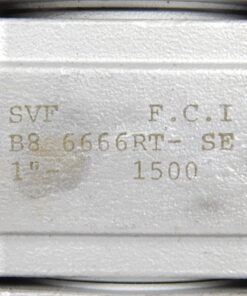 SVF F.C.I
B8 6666RT- SE
1"- 1500